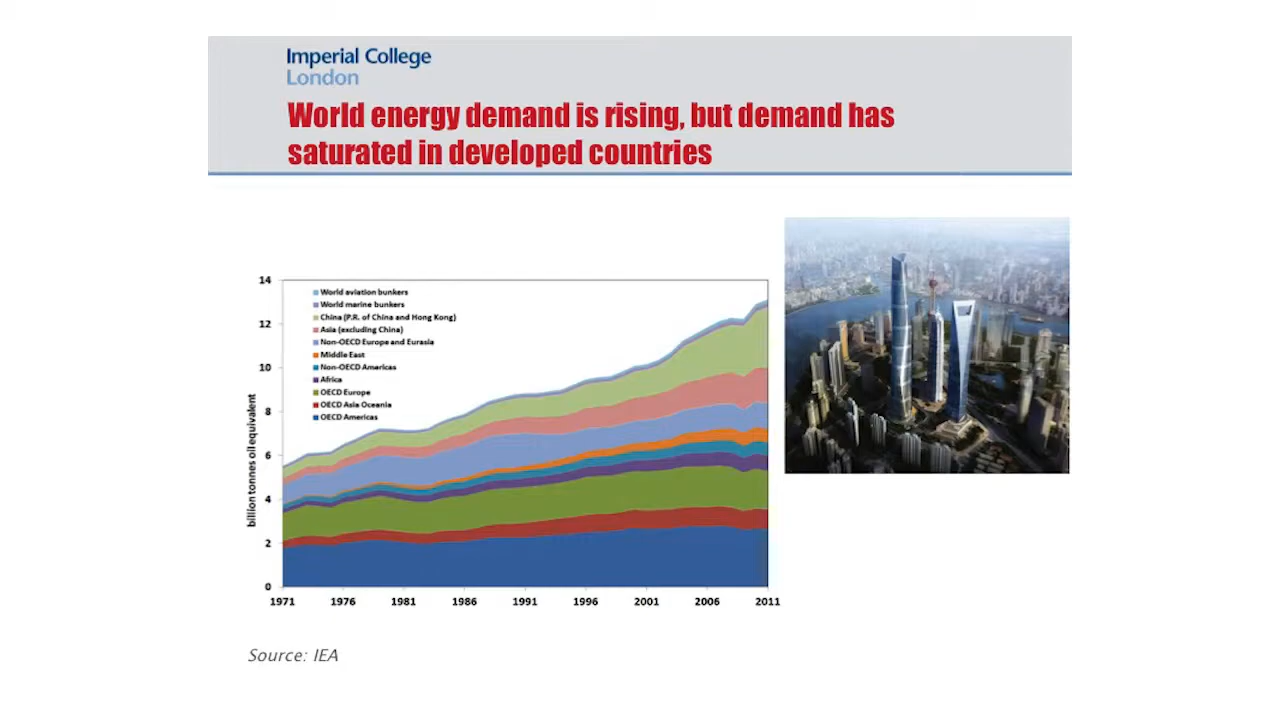 Imperial College
London
World energy demand is rising, but demand has
saturated in developed countries
14
12
10
8
6
4
2
0
billion tonnes oil equivalent
World aviation bunkers
World marine bunkers
China (P.R. of China and Hong Kong)
Asia (excluding China)
Non-OECD Europe and Eurasia
Middle East
Non-OECD Americas
Africa
OECD Europe
OECD Asia Oceania
OECD Americas
1971 1976 1981 1986 1991 1996 2001 2006 2011
Source: IEA